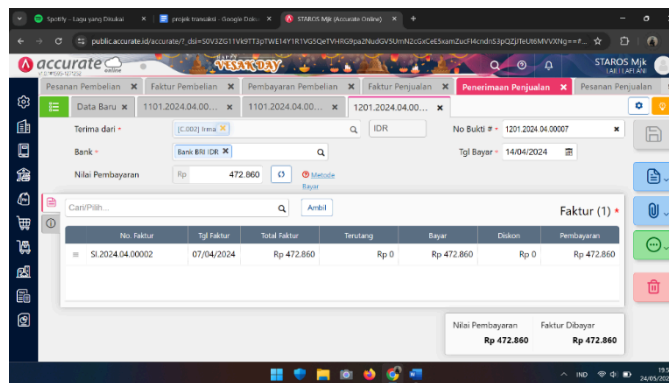 Spotify - Lagu yang Disukai
projek transaksi - Google Doku
STAROS Mjk (Accurate Online)
public.accurate.id/accurate/?_dsi=
accurate online
VESAK DAY
STAROS Mjk
Pesanan Pembelian
Faktur Pembelian
Pembayaran Pembelian
Faktur Penjualan
Penerimaan Penjualan
Pesanan Penjualan
Data Baru
1101.2024.04.00...
1101.2024.04.00...
1201.2024.04.00...
Terima dari *
[C.002] Irma
IDR
No Bukti # *
1201.2024.04.00007
Bank *
Bank BRI IDR
Tgl Bayar *
14/04/2024
Nilai Pembayaran
Rp 472.860
Metode Bayar
Cari/Pilih...
Ambil
Faktur (1) *
No. Faktur Tgl Faktur Total Faktur Terutang Bayar Diskon Pembayaran
SI.2024.04.00002 07/04/2024 Rp 472.860 Rp 0 Rp 472.860 Rp 0 Rp 472.860
Nilai Pembayaran Faktur Dibayar
Rp 472.860 Rp 472.860
IND